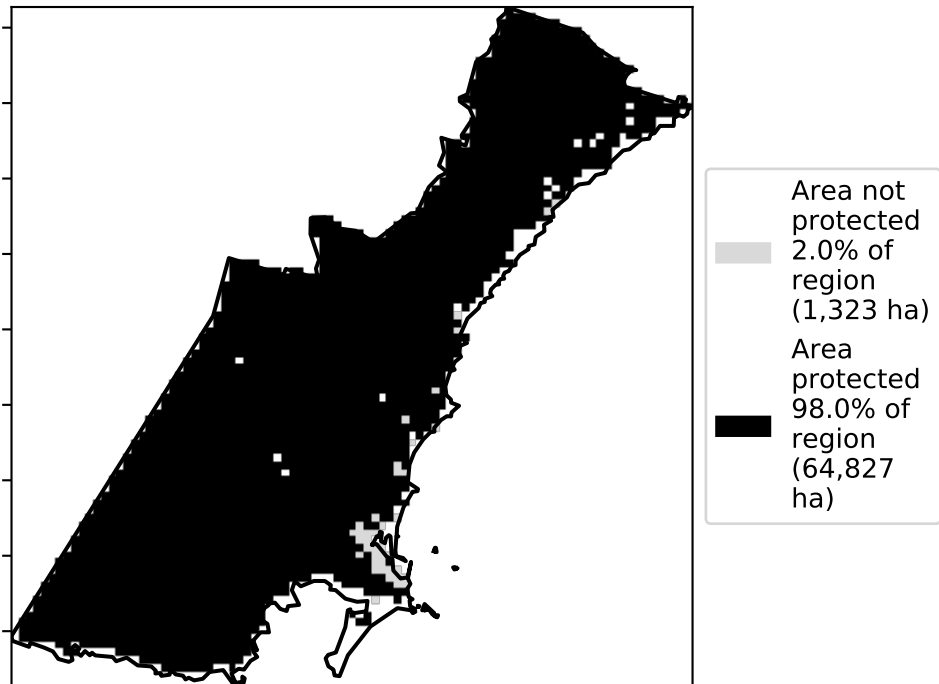 Area not
protected
2.0% of
region
(1,323 ha)
Area
protected
98.0% of
region
(64,827
ha)